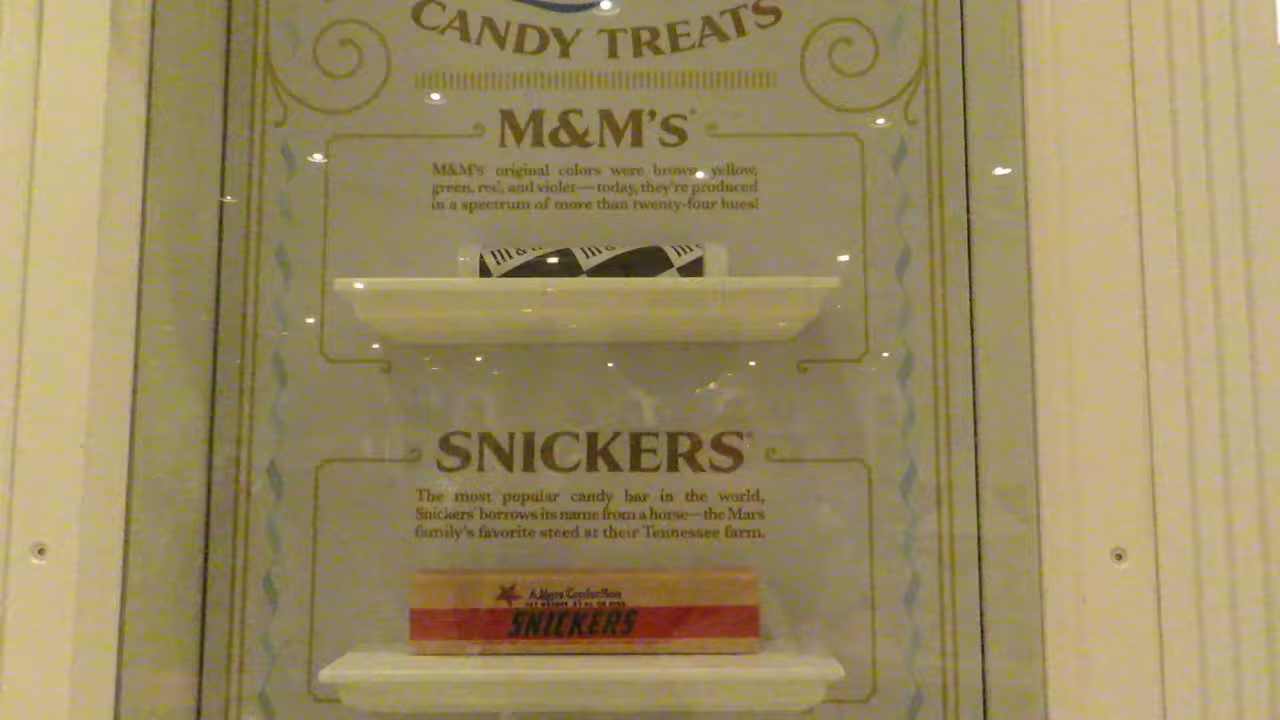 CANDY TREATS
M&M's®
M&M's® original colors were brown, yellow,
green, red, and violet—today, they're produced
in a spectrum of more than twenty-four hues!
m & m
SNICKERS®
The most popular candy bar in the world,
Snickers® borrows its name from a horse—the Mars
family's favorite steed at their Tennessee farm.
A Mars Confection
SNICKERS